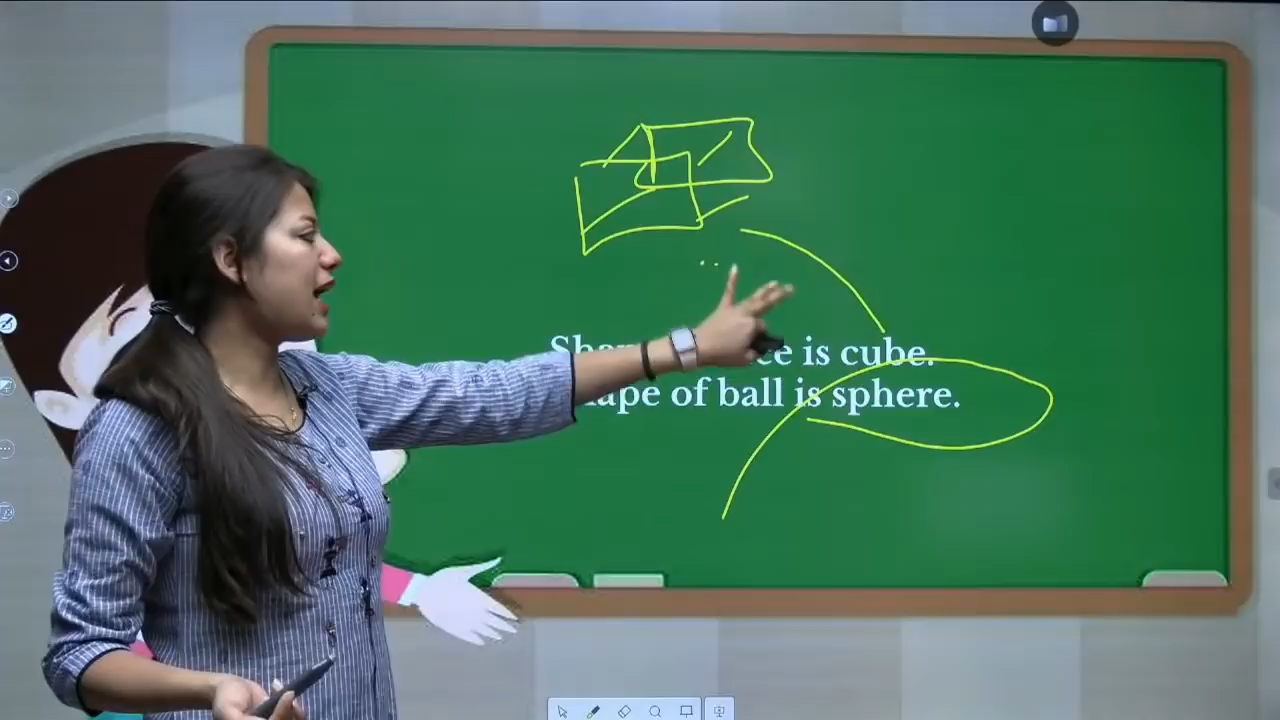 is cube.
of ball is sphere.